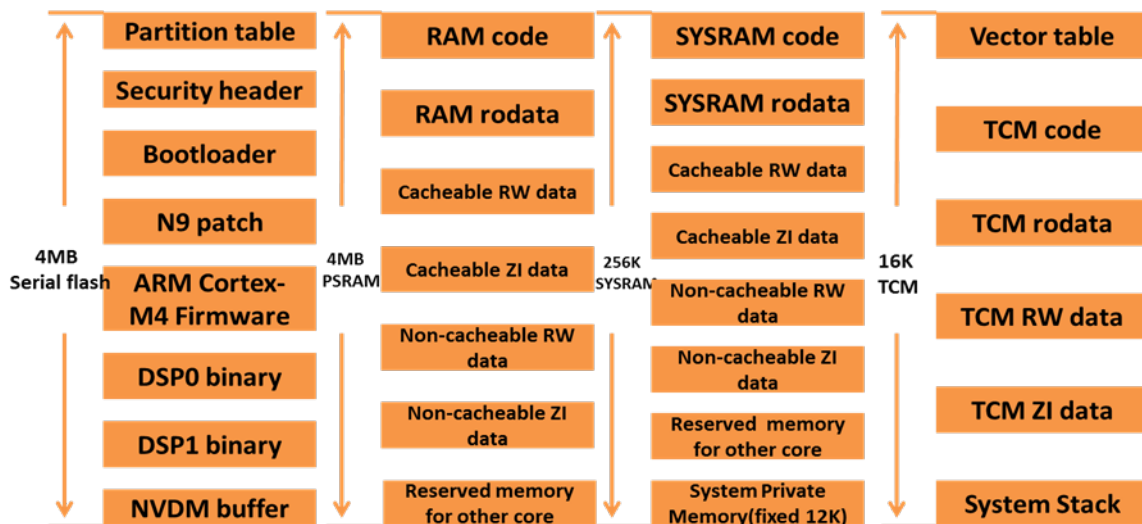 4MB
Serial flash
Partition table
Security header
Bootloader
N9 patch
ARM Cortex-
M4 Firmware
DSP0 binary
DSP1 binary
NVDM buffer
4MB
PSRAM
RAM code
RAM rodata
Cacheable RW data
Cacheable ZI data
Non-cacheable RW
data
Non-cacheable ZI
data
Reserved memory
for other core
256K
SYSRAM
SYSRAM code
SYSRAM rodata
Cacheable RW data
Cacheable ZI data
Non-cacheable RW
data
Non-cacheable ZI
data
Reserved memory
for other core
System Private
Memory(fixed 12K)
16K
TCM
Vector table
TCM code
TCM rodata
TCM RW data
TCM ZI data
System Stack